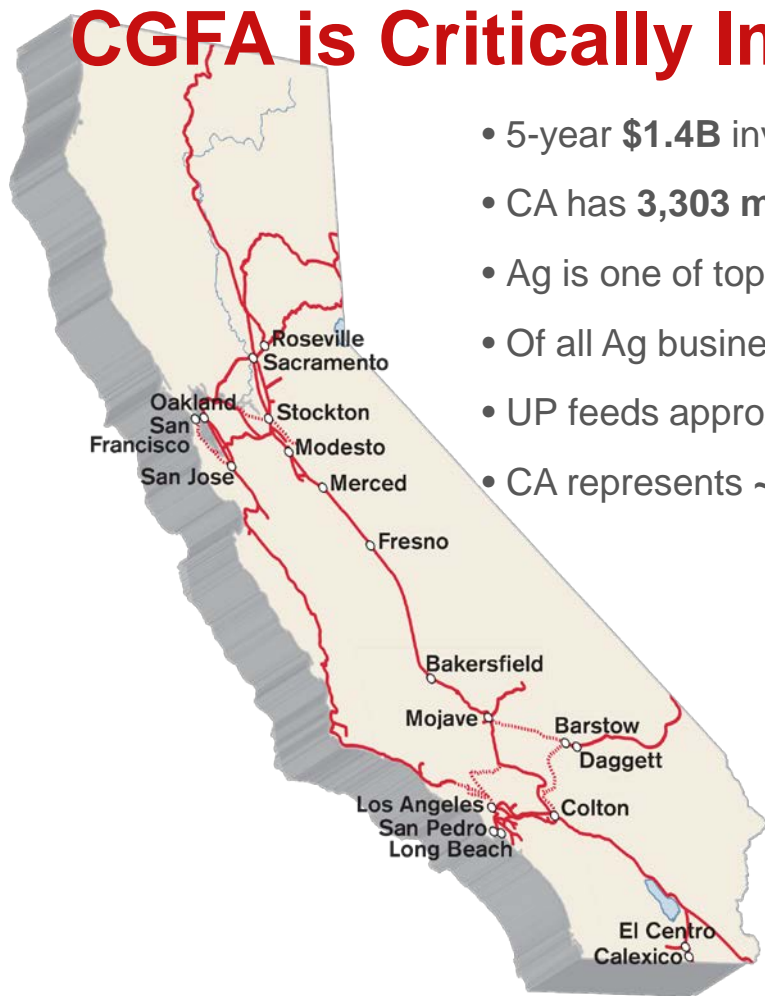 CGFA is Critically In
• 5-year $1.4B inv
• CA has 3,303 m
• Ag is one of top
• Of all Ag busine
• UP feeds appro
• CA represents ~
Roseville
Sacramento
Oakland
Stockton
San
Francisco
Modesto
San Jose
Merced
Fresno
Bakersfield
Mojave
Barstow
Daggett
Los Angeles
Colton
San Pedro
Long Beach
El Centro
Calexico